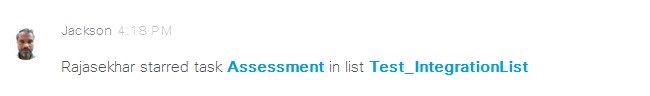 Jackson 4:18 PM
Rajasekhar starred task Assessment in list Test_IntegrationList